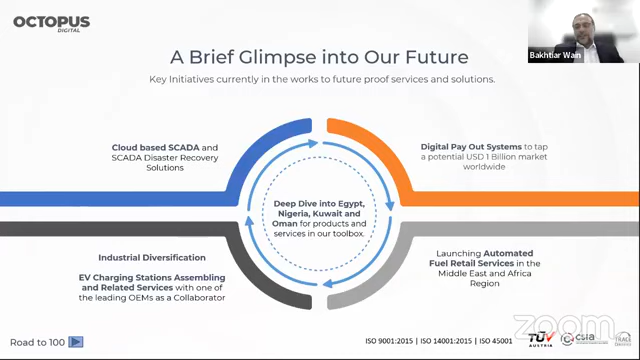 OCTOPUS
DIGITAL
A Brief Glimpse into Our Future
Key Initiatives currently in the works to future proof services and solutions.
Bakhtiar Wain
Cloud based SCADA and
SCADA Disaster Recovery
Solutions
Digital Pay Out Systems to tap
a potential USD 1 Billion market
worldwide
Deep Dive into Egypt,
Nigeria, Kuwait and
Oman for products and
services in our toolbox.
Industrial Diversification
EV Charging Stations Assembling
and Related Services with one
of the leading OEMs as a Collaborator
Launching Automated
Fuel Retail Services in the
Middle East and Africa
Region
zoom
Road to 100
ISO 9001:2015 | ISO 14001:2015 | ISO 45001
TÜV
AUSTRIA
csia